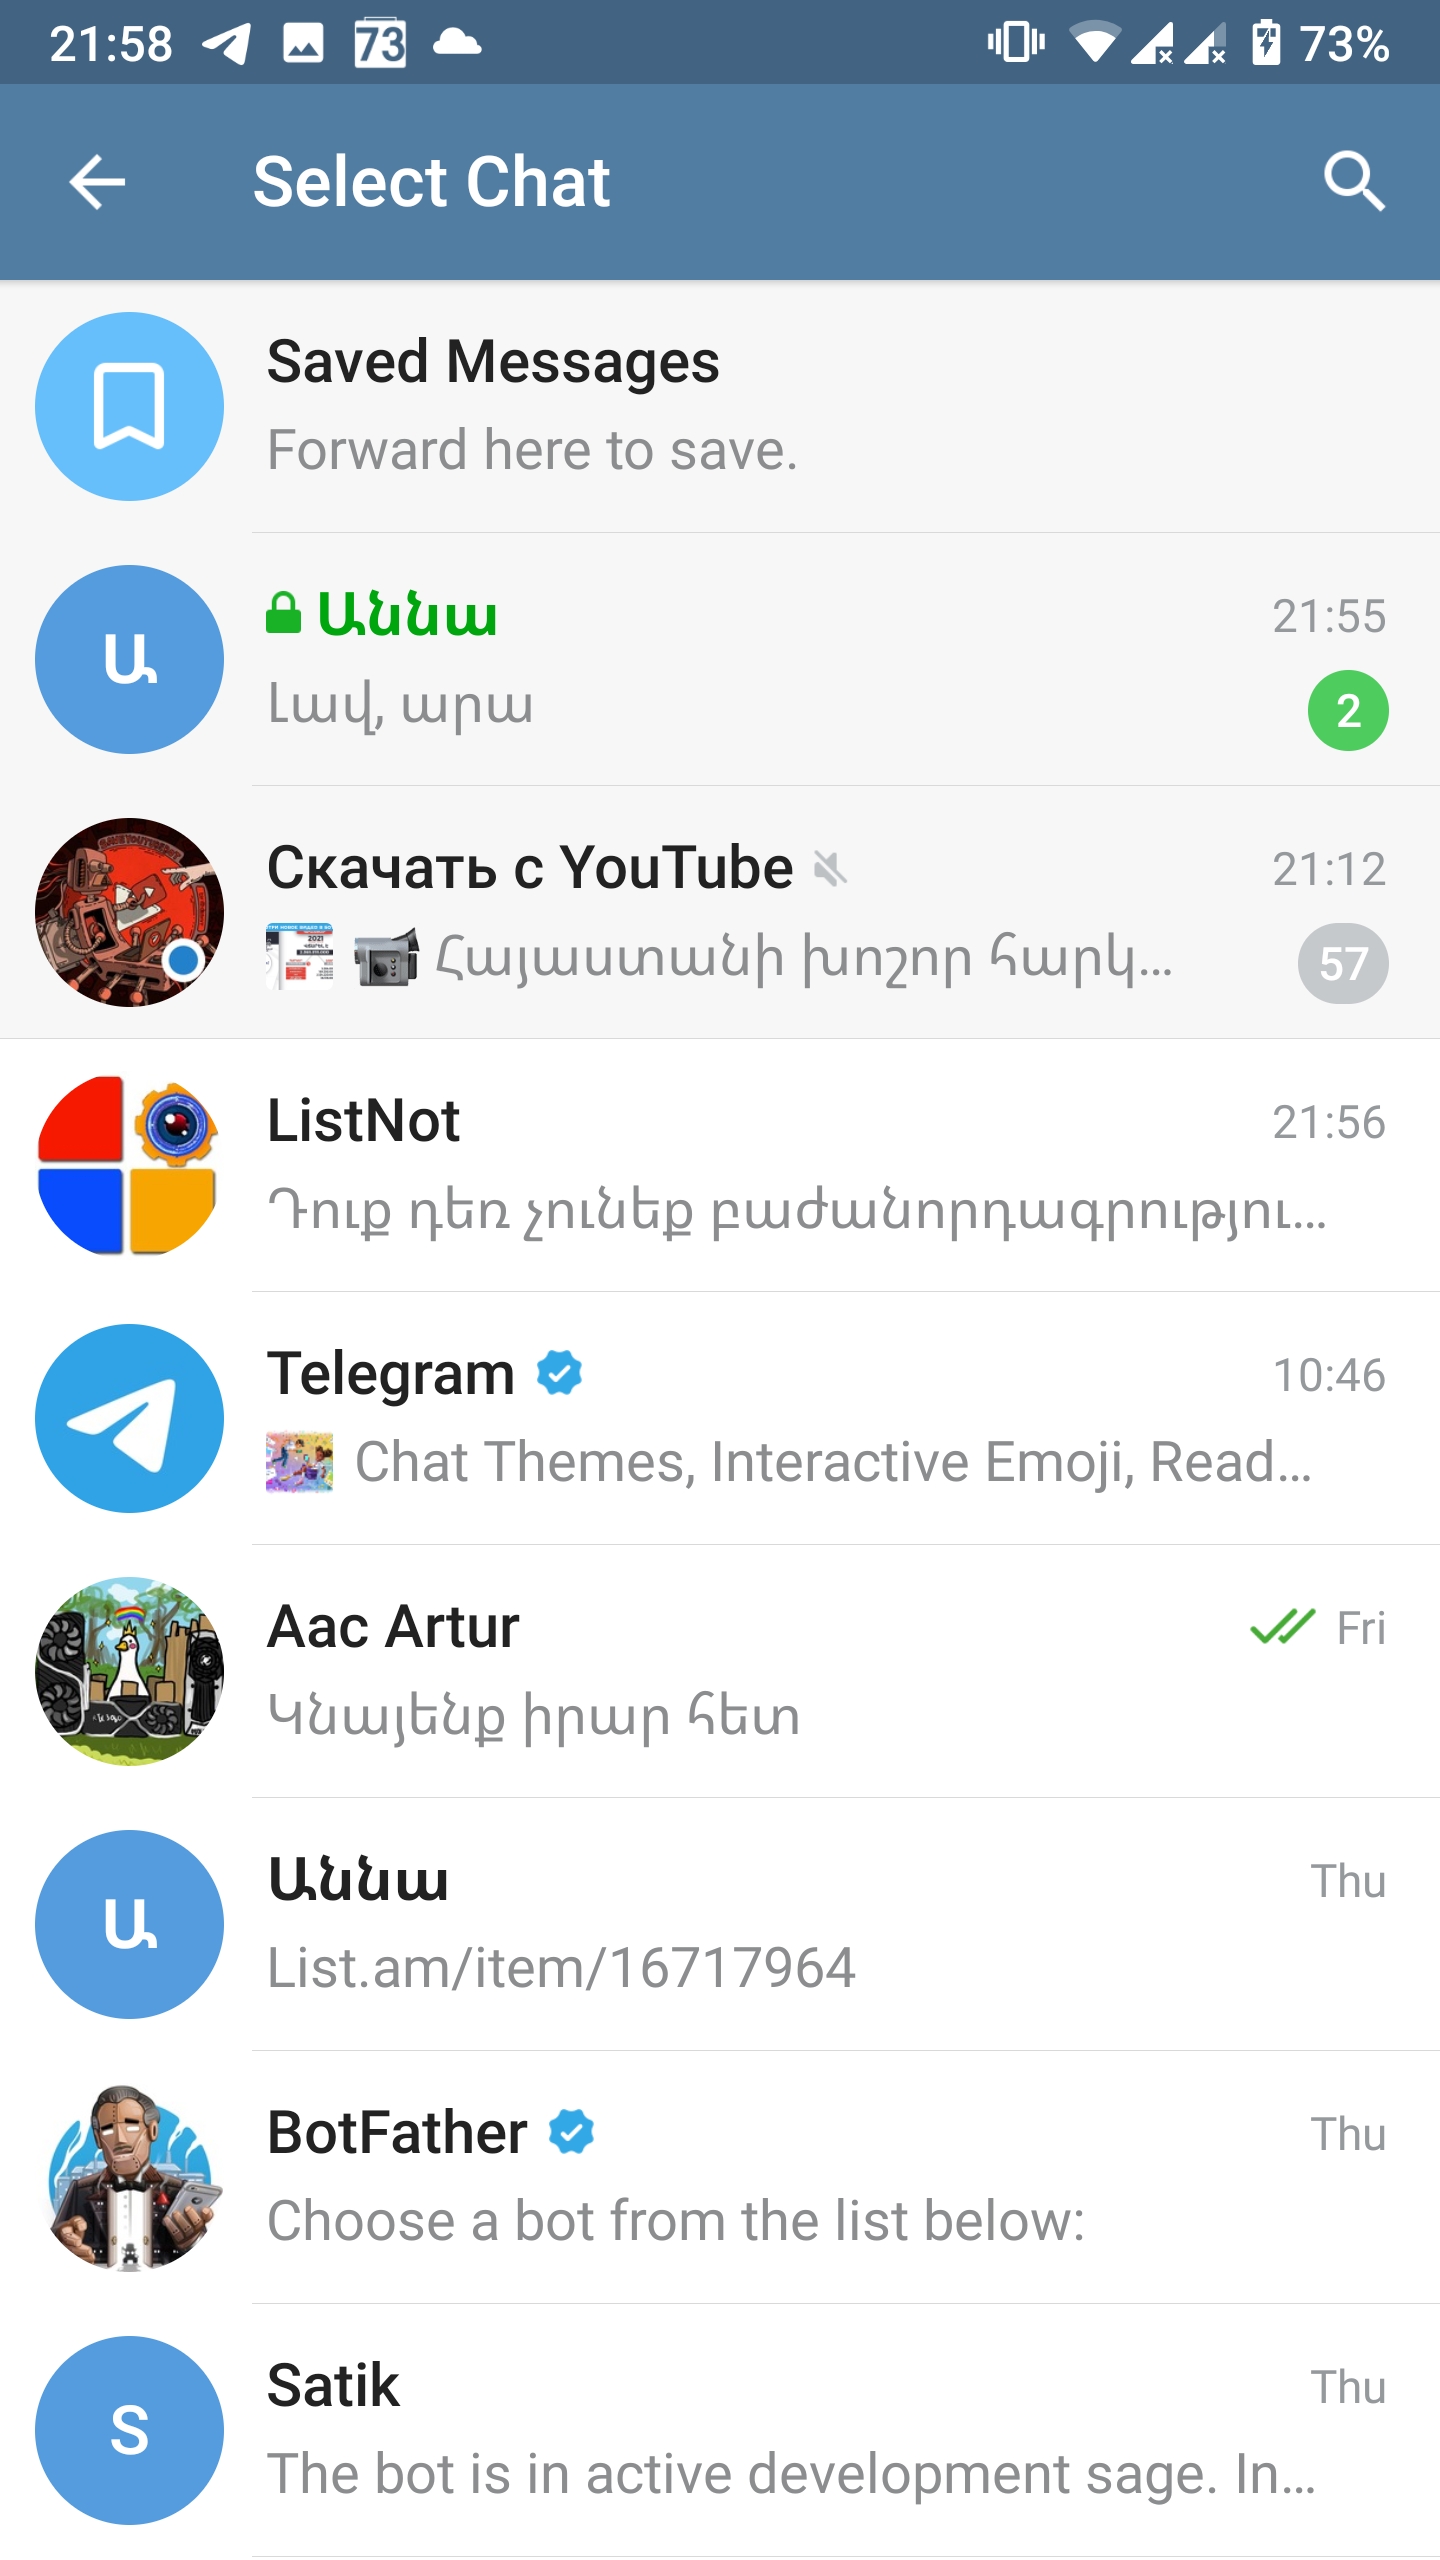 21:58 73 73%
Select Chat
Saved Messages
Forward here to save.
Ա Աննա 21:55
Լավ, արա 2
Скачать с YouTube 21:12
Հայաստանի խոշոր հարկ... 57
ListNot 21:56
Դուք դեռ չունեք բաժանորդագրությու...
Telegram 10:46
Chat Themes, Interactive Emoji, Read...
Aac Artur Fri
Կնայենք իրար հետ
Ա Աննա Thu
List.am/item/16717964
BotFather Thu
Choose a bot from the list below:
S Satik Thu
The bot is in active development sage. In...